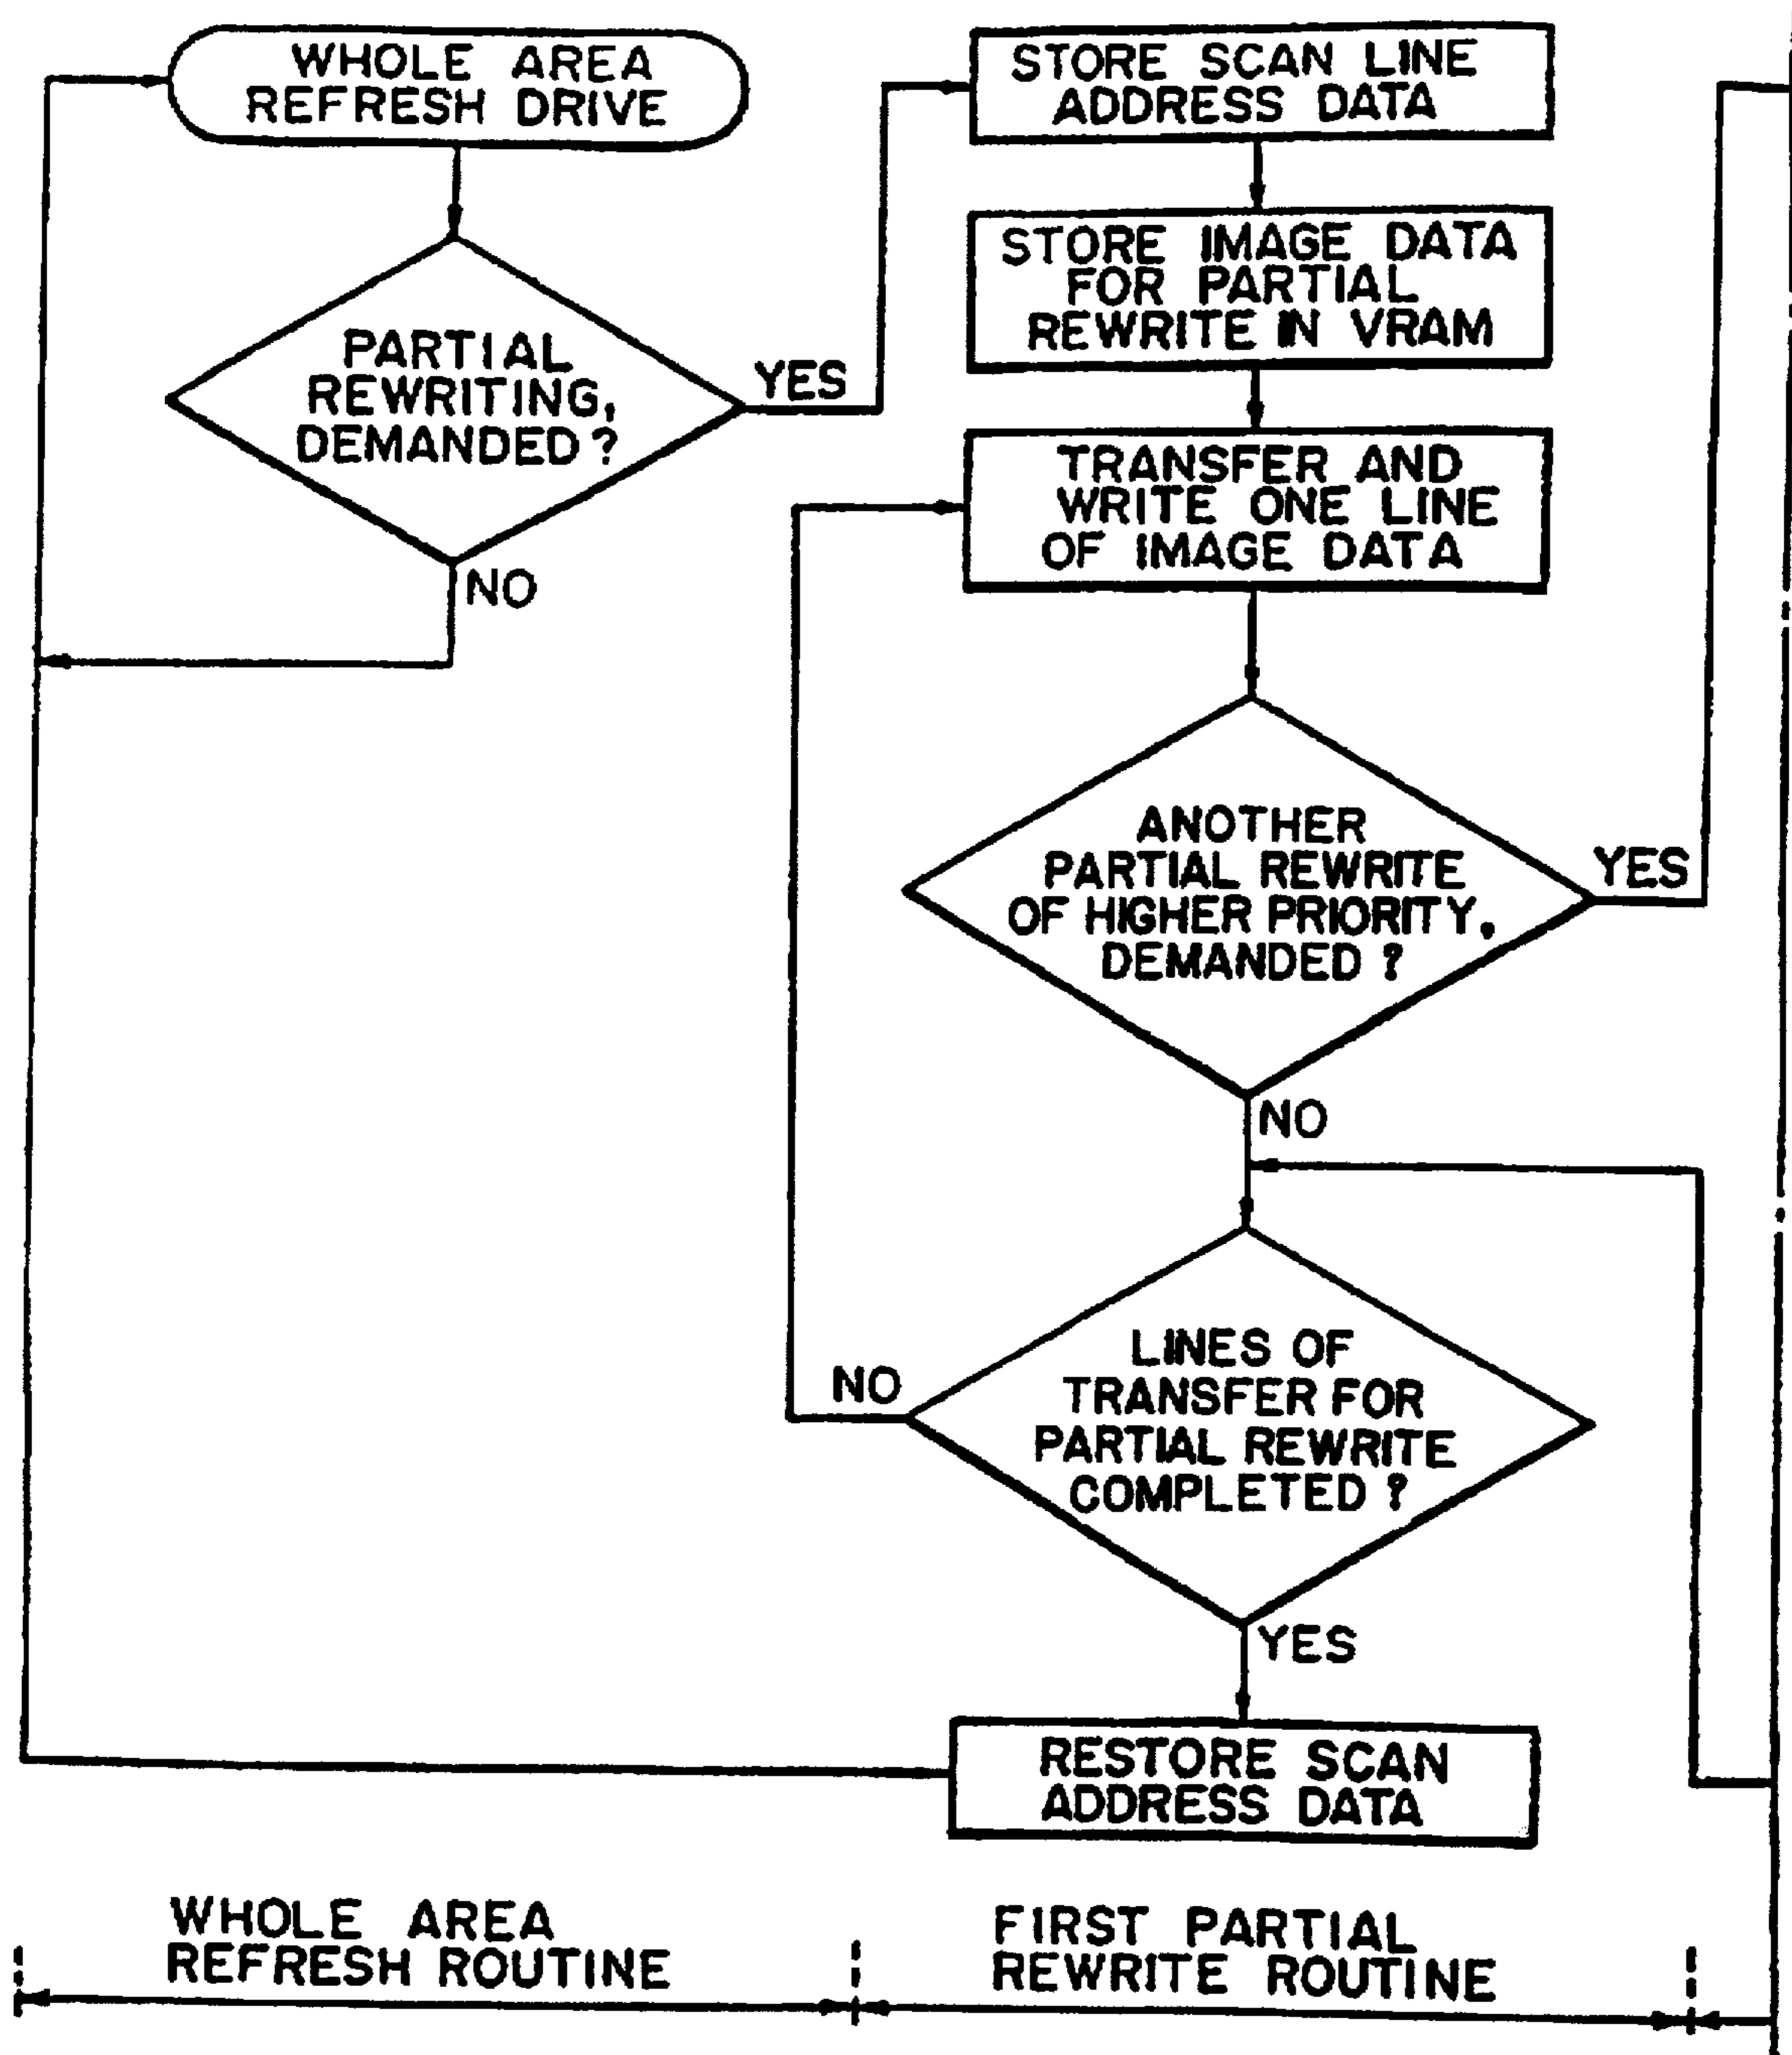 WHOLE AREA
REFRESH DRIVE
PARTIAL
REWRITING,
DEMANDED?
YES
NO
STORE SCAN LINE
ADDRESS DATA
STORE IMAGE DATA
FOR PARTIAL
REWRITE IN VRAM
TRANSFER AND
WRITE ONE LINE
OF IMAGE DATA
ANOTHER
PARTIAL REWRITE
OF HIGHER PRIORITY,
DEMANDED ?
YES
NO
LINES OF
TRANSFER FOR
PARTIAL REWRITE
COMPLETED ?
NO
YES
RESTORE SCAN
ADDRESS DATA
WHOLE AREA
REFRESH ROUTINE
FIRST PARTIAL
REWRITE ROUTINE